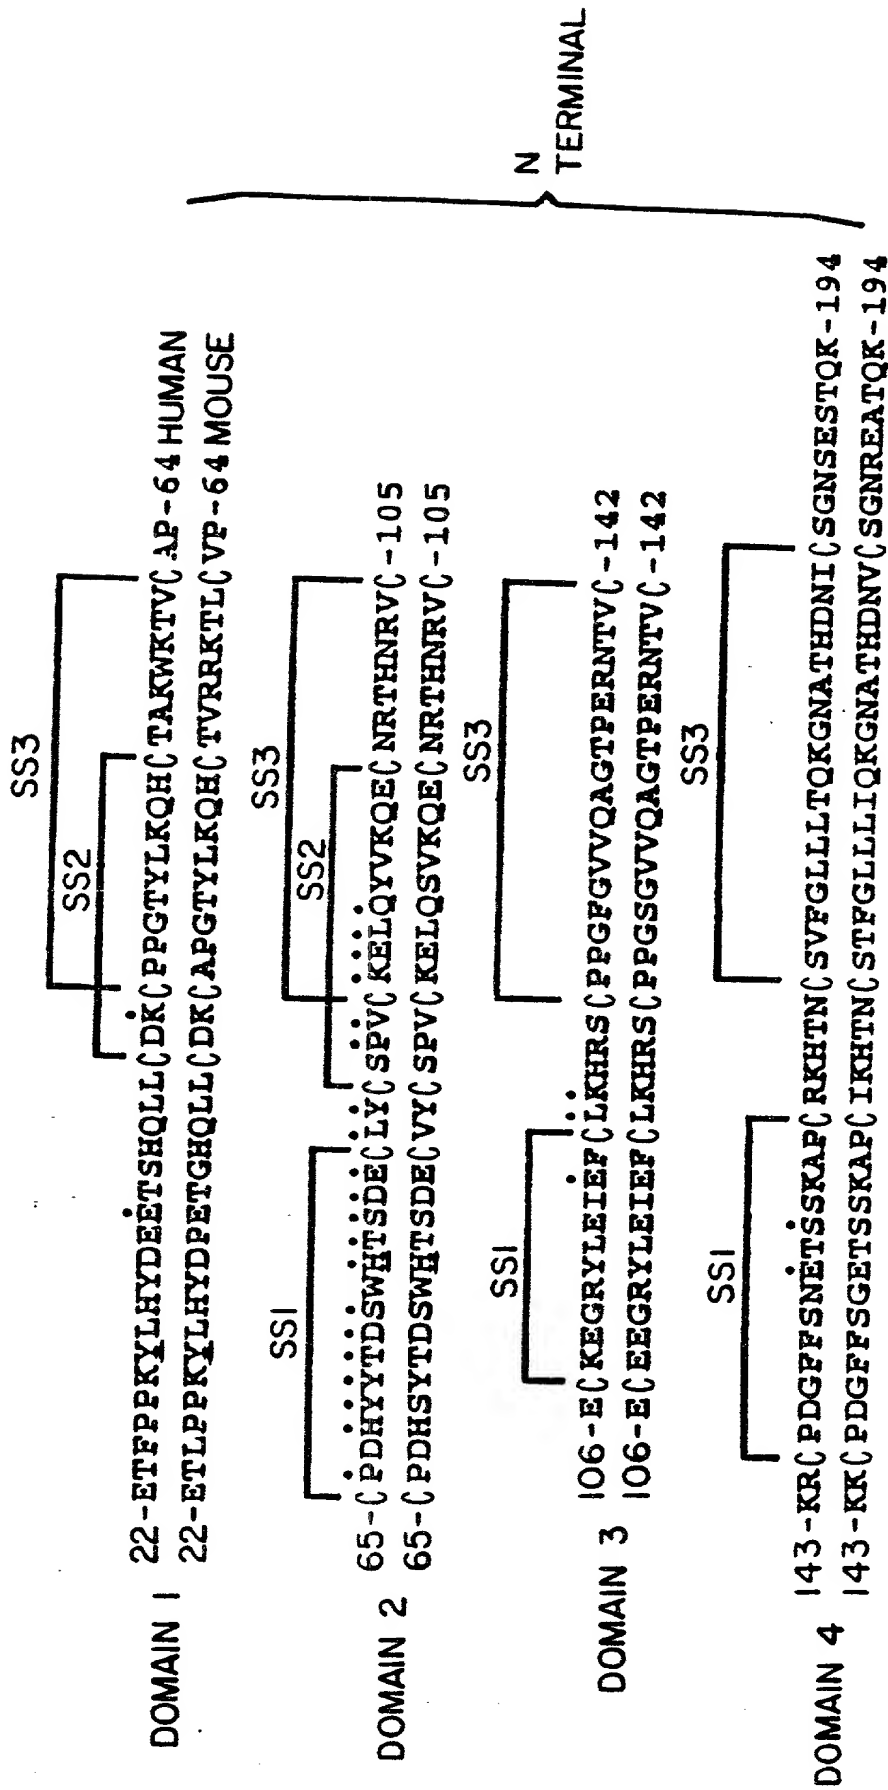 SS3
SS2
DOMAIN 1
22-ETFPPKYLHYDEETSHQLLCDKCPPGTYLKQHCTAKWKTVCAP-64 HUMAN
22-ETLPPKYLHYDPETGHQLLCDKCAPGTYLKQHCTVRRKTLCVP-64 MOUSE
SS3
SS1
SS2
DOMAIN 2
65-CPDHYYTDSWHTSDECLYCSPVCKELQYVKQECNRTHNRVC-105
65-CPDHSYTDSWHTSDECVYCSPVCKELQSVKQECNRTHNRVC-105
SS1
SS3
DOMAIN 3
106-ECKEGRYLEIEFCLKHRSCPPGFGVVQAGTPERNTVC-142
106-ECEEGRYLEIEFCLKHRSCPPGSGVVQAGTPERNTVC-142
SS1
SS3
DOMAIN 4
143-KRCPDGFFSNETSSKAPCRKHTNCSVFGLLLTQKGNATHDNICSGNSESTQK-194
143-KKCPDGFFSGETSSKAPCIKHTNCSTFGLLLIQKGNATHDNVCSGNREATQK-194
N
TERMINAL